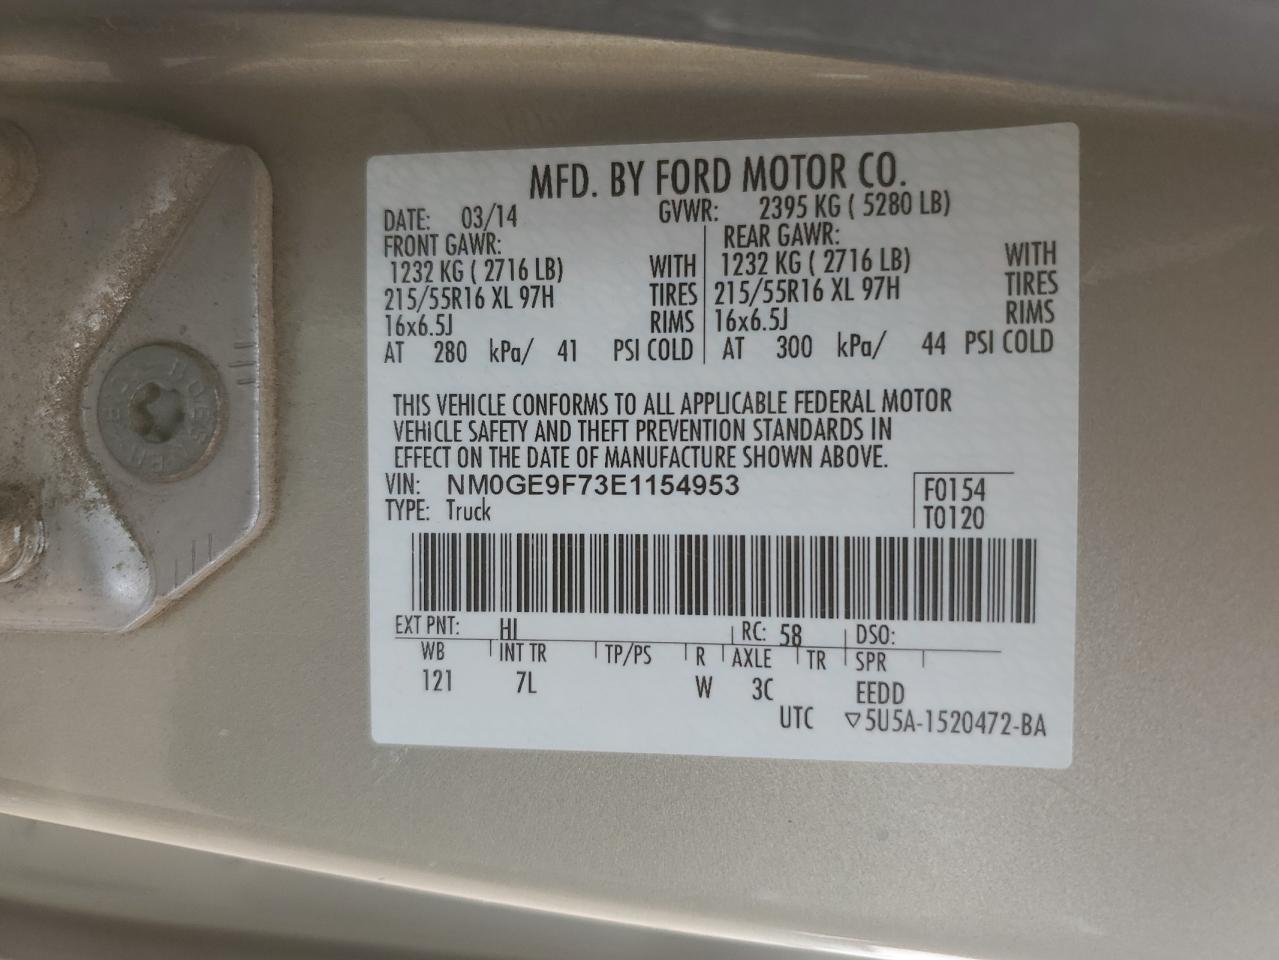 MFD. BY FORD MOTOR CO.
DATE: 03/14 GVWR: 2395 KG ( 5280 LB)
FRONT GAWR: REAR GAWR:
1232 KG ( 2716 LB) WITH 1232 KG ( 2716 LB) WITH
215/55R16 XL 97H TIRES 215/55R16 XL 97H TIRES
16x6.5J RIMS 16x6.5J RIMS
AT 280 kPa/ 41 PSI COLD AT 300 kPa/ 44 PSI COLD
THIS VEHICLE CONFORMS TO ALL APPLICABLE FEDERAL MOTOR
VEHICLE SAFETY AND THEFT PREVENTION STANDARDS IN
EFFECT ON THE DATE OF MANUFACTURE SHOWN ABOVE.
VIN: NM0GE9F73E1154953 F0154
TYPE: Truck T0120
EXT PNT: HI RC: 58 DSO:
WB INT TR TP/PS R AXLE TR SPR
121 7L W 3C EEDD
UTC ▽5U5A-1520472-BA